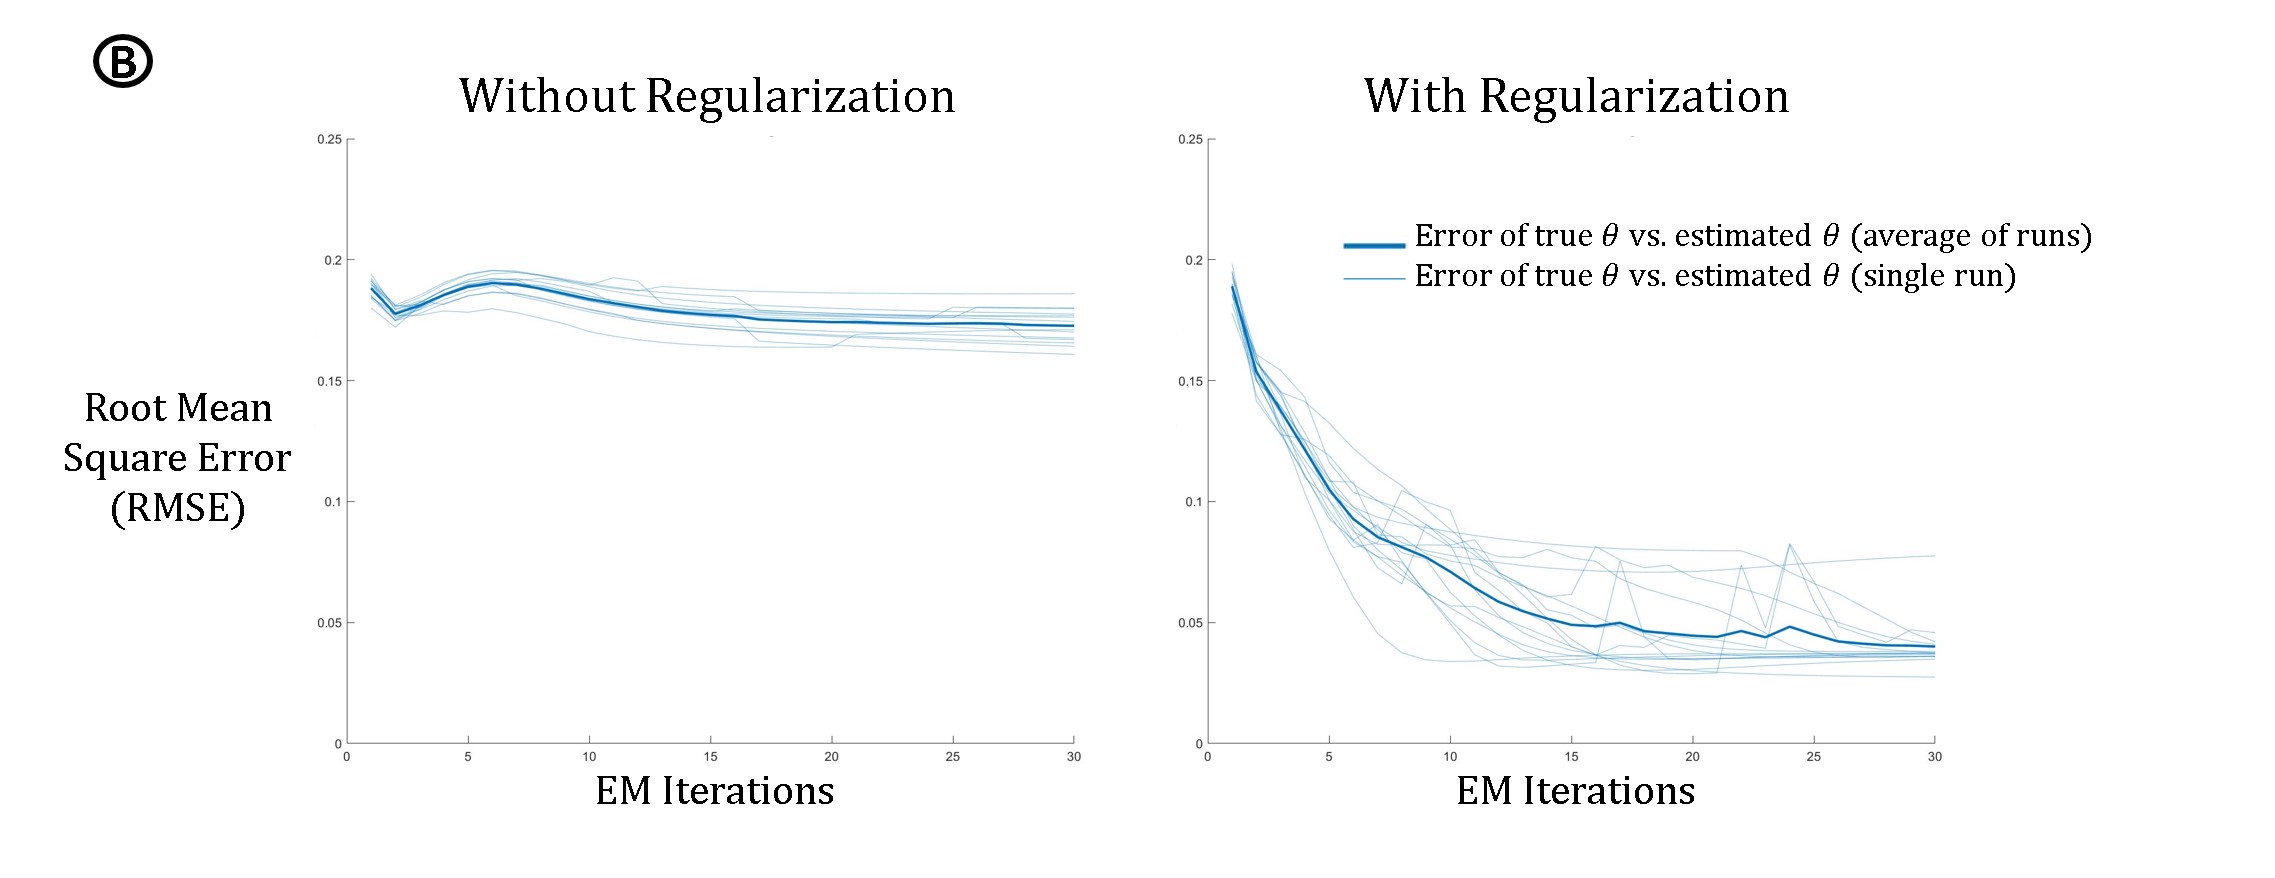 B
Without Regularization
0.25
0.2
0.15
0.1
0.05
0
0 5 10 15 20 25 30
EM Iterations
Root Mean
Square Error
(RMSE)
With Regularization
Error of true θ vs. estimated θ (average of runs)
Error of true θ vs. estimated θ (single run)
0.25
0.2
0.15
0.1
0.05
0
0 5 10 15 20 25 30
EM Iterations